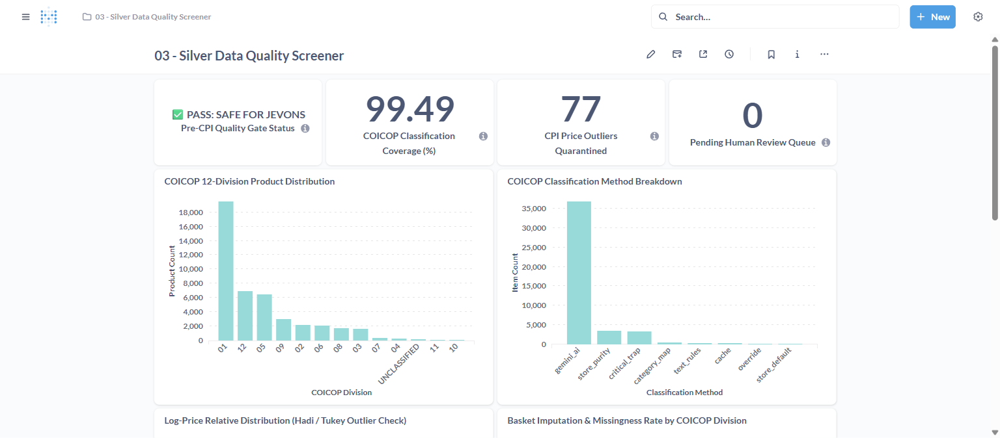 03 - Silver Data Quality Screener
Search...
New
03 - Silver Data Quality Screener
✅ PASS: SAFE FOR JEVONS
Pre-CPI Quality Gate Status
99.49
COICOP Classification
Coverage (%)
77
CPI Price Outliers
Quarantined
0
Pending Human Review Queue
COICOP 12-Division Product Distribution
18,000
16,000
14,000
12,000
10,000
8,000
6,000
4,000
2,000
0
Product Count
01
12
05
09
02
06
08
03
07
04
UNCLASSIFIED
11
10
COICOP Division
COICOP Classification Method Breakdown
35,000
30,000
25,000
20,000
15,000
10,000
5,000
0
Item Count
gemini_ai
store_purity
critical_trap
category_map
text_rules
cache
override
store_default
Classification Method
Log-Price Relative Distribution (Hadi / Tukey Outlier Check)
Basket Imputation & Missingness Rate by COICOP Division